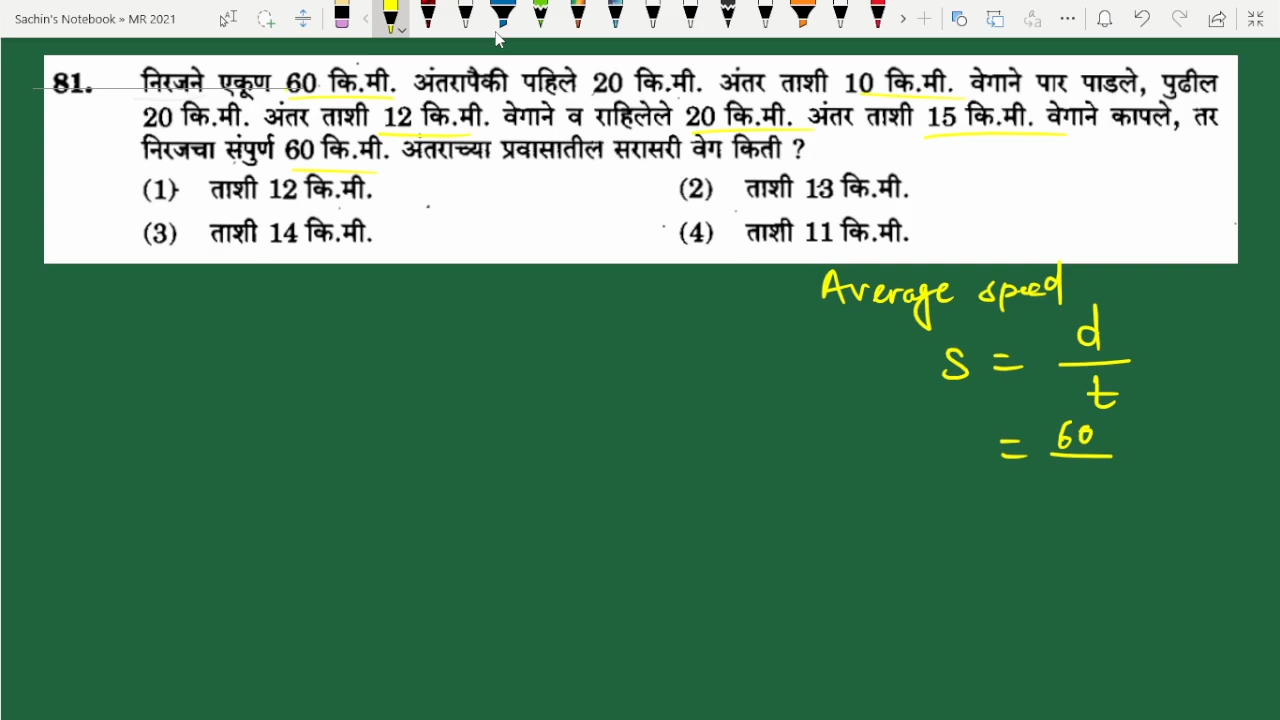 Sachin's Notebook » MR 2021
81. निरजने एकूण 60 कि.मी. अंतरापैकी पहिले 20 कि.मी. अंतर ताशी 10 कि.मी. वेगाने पार पाडले, पुढील
20 कि.मी. अंतर ताशी 12 कि.मी. वेगाने व राहिलेले 20 कि.मी. अंतर ताशी 15 कि.मी. वेगाने कापले, तर
निरजचा संपुर्ण 60 कि.मी. अंतराच्या प्रवासातील सरासरी वेग किती ?
(1) ताशी 12 कि.मी. (2) ताशी 13 कि.मी.
(3) ताशी 14 कि.मी. (4) ताशी 11 कि.मी.
Average speed
s = d / t
= 60